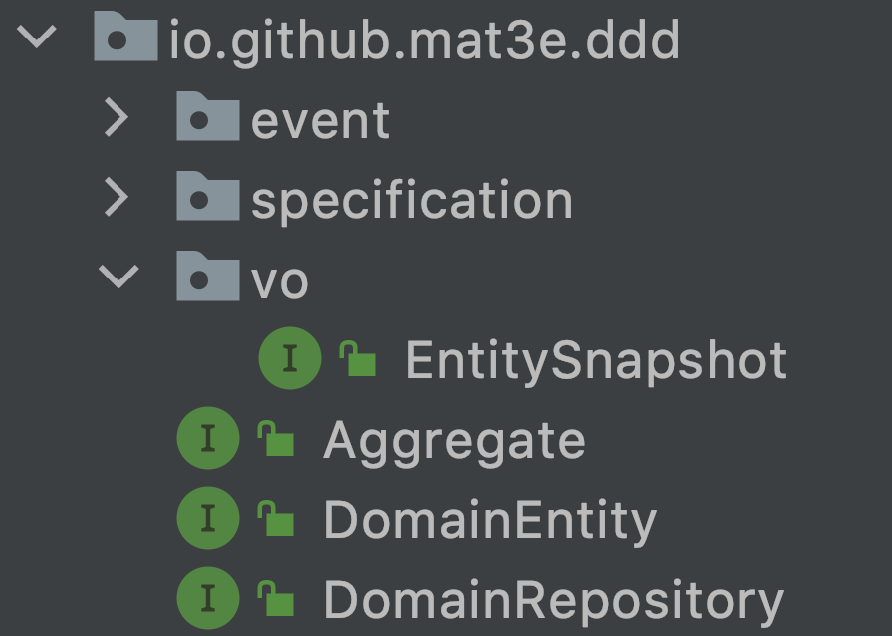 io.github.mat3e.ddd
event
specification
vo
I EntitySnapshot
I Aggregate
I DomainEntity
I DomainRepository